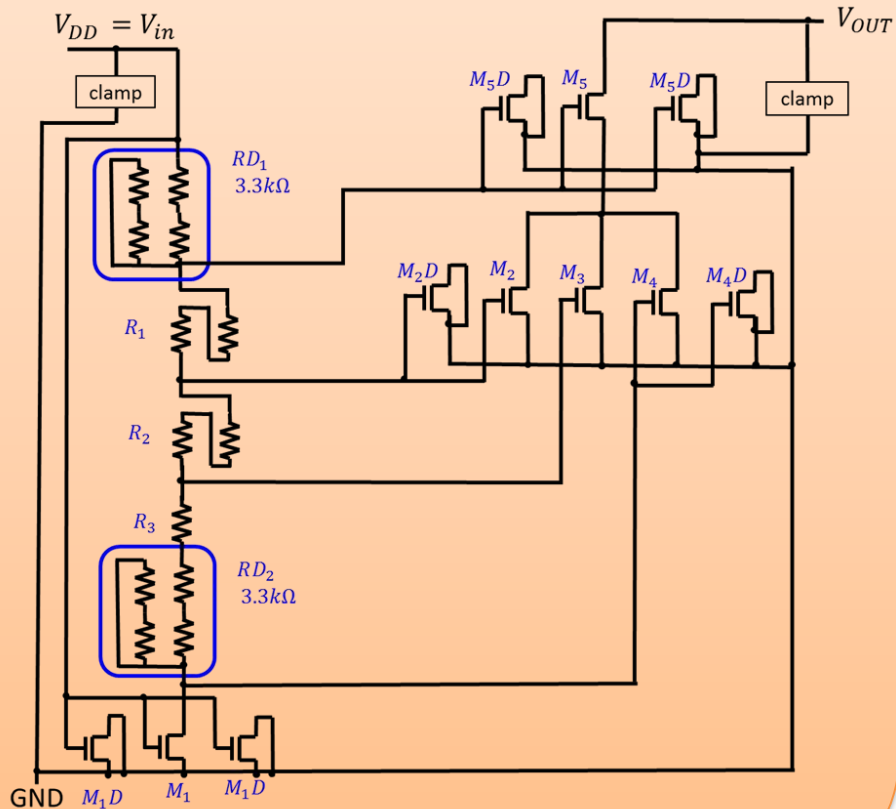 V_DD = V_in
clamp
RD_1
3.3kΩ
R_1
R_2
R_3
RD_2
3.3kΩ
GND
M_1D
M_1
M_1D
V_OUT
clamp
M_5D
M_5
M_5D
M_2D
M_2
M_3
M_4
M_4D